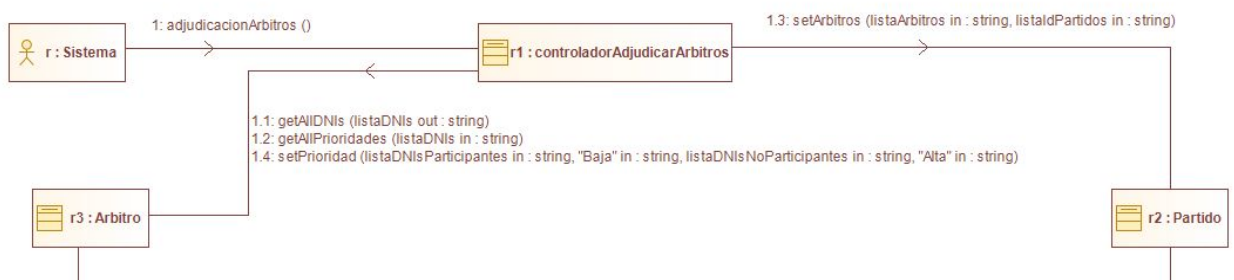 1: adjudicacionArbitros ()
1.3: setArbitros (listaArbitros in : string, listaIdPartidos in : string)
r : Sistema
r1 : controladorAdjudicarArbitros
1.1: getAllDNIs (listaDNIs out : string)
1.2: getAllPrioridades (listaDNIs in : string)
1.4: setPrioridad (listaDNIsParticipantes in : string, "Baja" in : string, listaDNIsNoParticipantes in : string, "Alta" in : string)
r3 : Arbitro
r2 : Partido